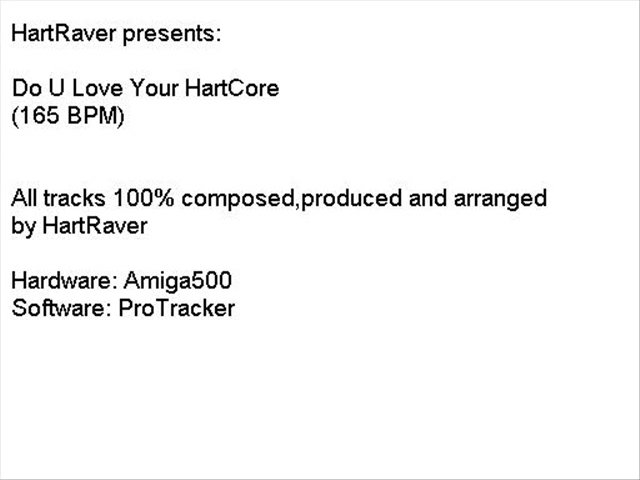 HartRaver presents:
Do U Love Your HartCore
(165 BPM)
All tracks 100% composed,produced and arranged
by HartRaver
Hardware: Amiga500
Software: ProTracker